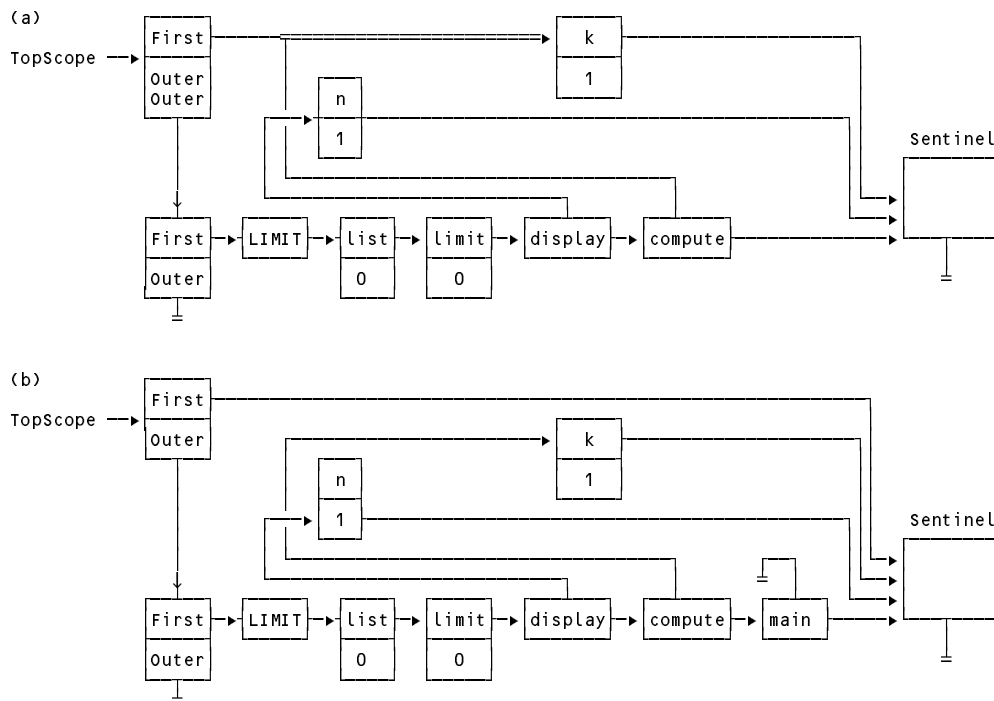 (a)
First
k
TopScope
Outer
1
Outer
n
1
Sentinel
First LIMIT list limit display compute
Outer 0 0
(b)
First
TopScope
Outer
k
n
1
1
Sentinel
First LIMIT list limit display compute main
Outer 0 0